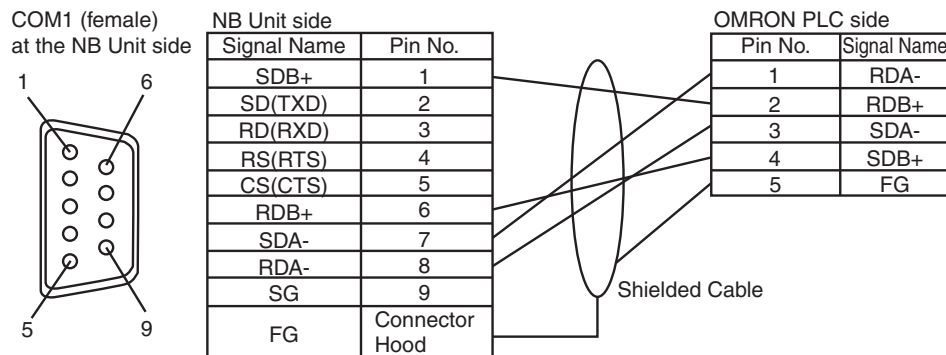 COM1 (female)
at the NB Unit side
1
6
5
9
NB Unit side
Signal Name Pin No.
SDB+ 1
SD(TXD) 2
RD(RXD) 3
RS(RTS) 4
CS(CTS) 5
RDB+ 6
SDA- 7
RDA- 8
SG 9
FG Connector
Hood
Shielded Cable
OMRON PLC side
Pin No. Signal Name
1 RDA-
2 RDB+
3 SDA-
4 SDB+
5 FG